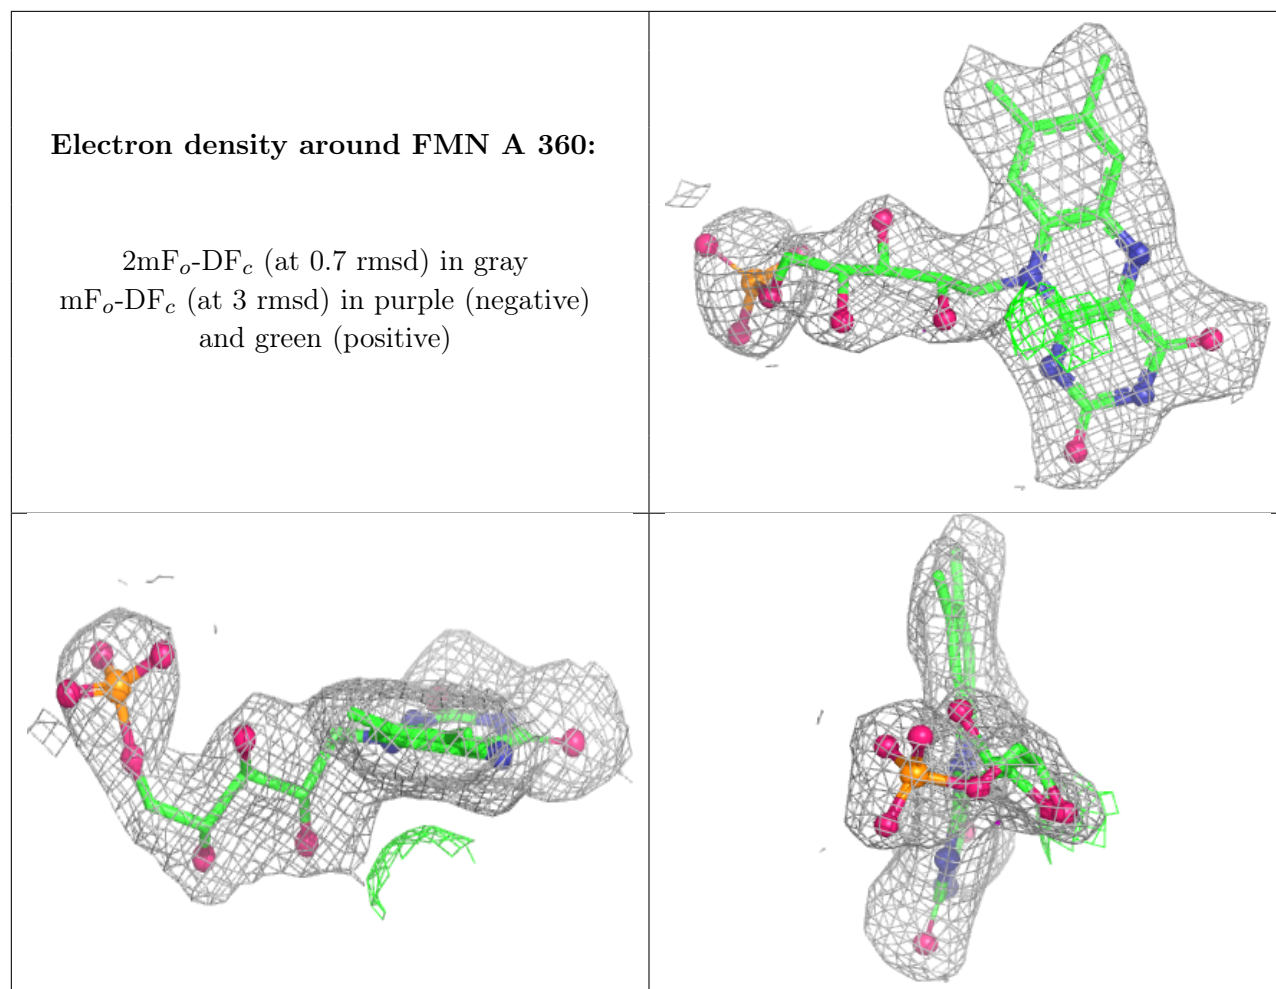 Electron density around FMN A 360:
2mFo-DFc (at 0.7 rmsd) in gray
mFo-DFc (at 3 rmsd) in purple (negative)
and green (positive)